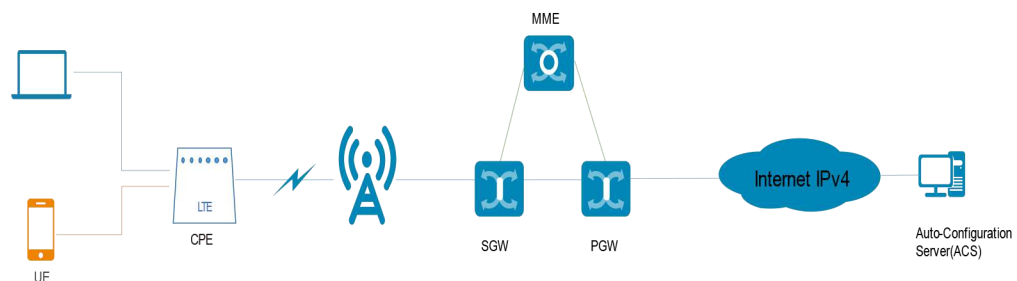 MME
LTE
CPE
UE
SGW
PGW
Internet IPv4
Auto-Configuration
Server(ACS)